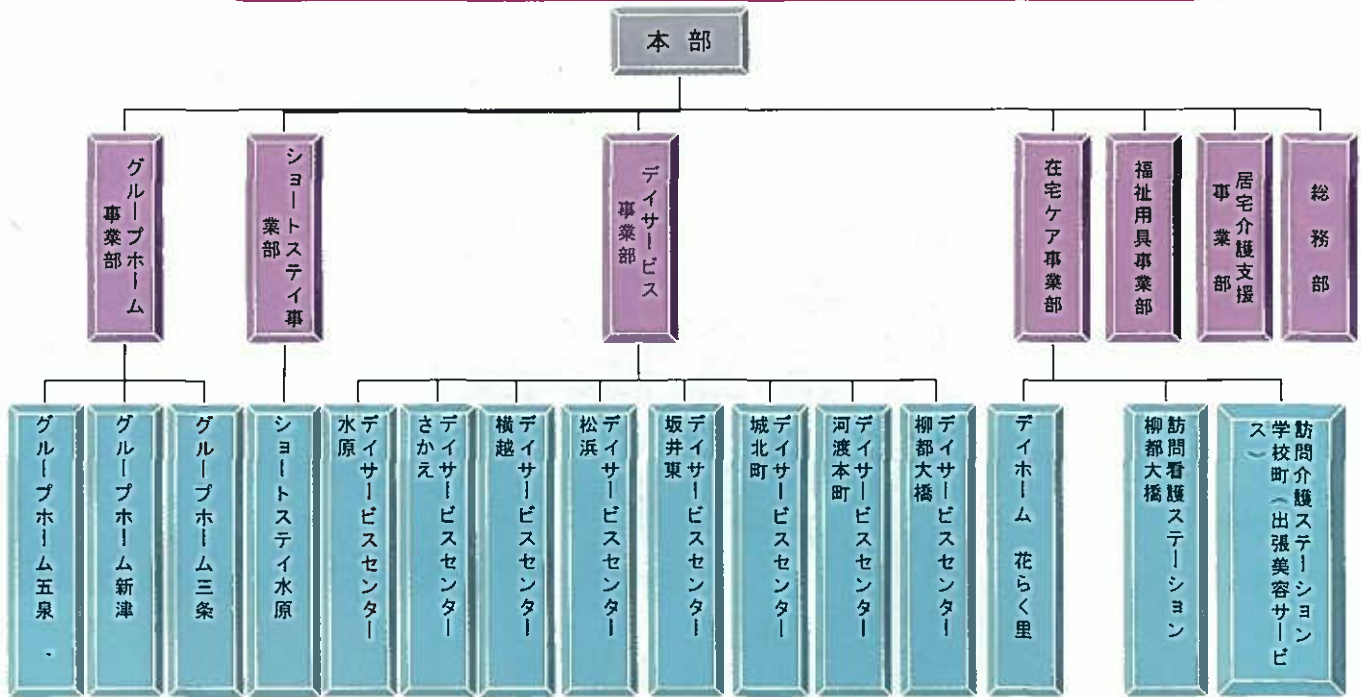 本部
グループホーム
事業部
ショートステイ事
業部
デイサービス
事業部
在宅ケア事業部
福祉用具事業部
居宅介護支援
事業部
総務部
グループホーム五泉
グループホーム新津
グループホーム三条
ショートステイ水原
デイサービスセンター
水原
デイサービスセンター
さかえ
デイサービスセンター
横越
デイサービスセンター
松浜
デイサービスセンター
坂井東
デイサービスセンター
城北町
デイサービスセンター
河渡本町
デイサービスセンター
柳都大橋
デイホーム 花らく里
訪問看護ステーション
柳都大橋
訪問介護ステーション
学校町（出張美容サービ
ス）